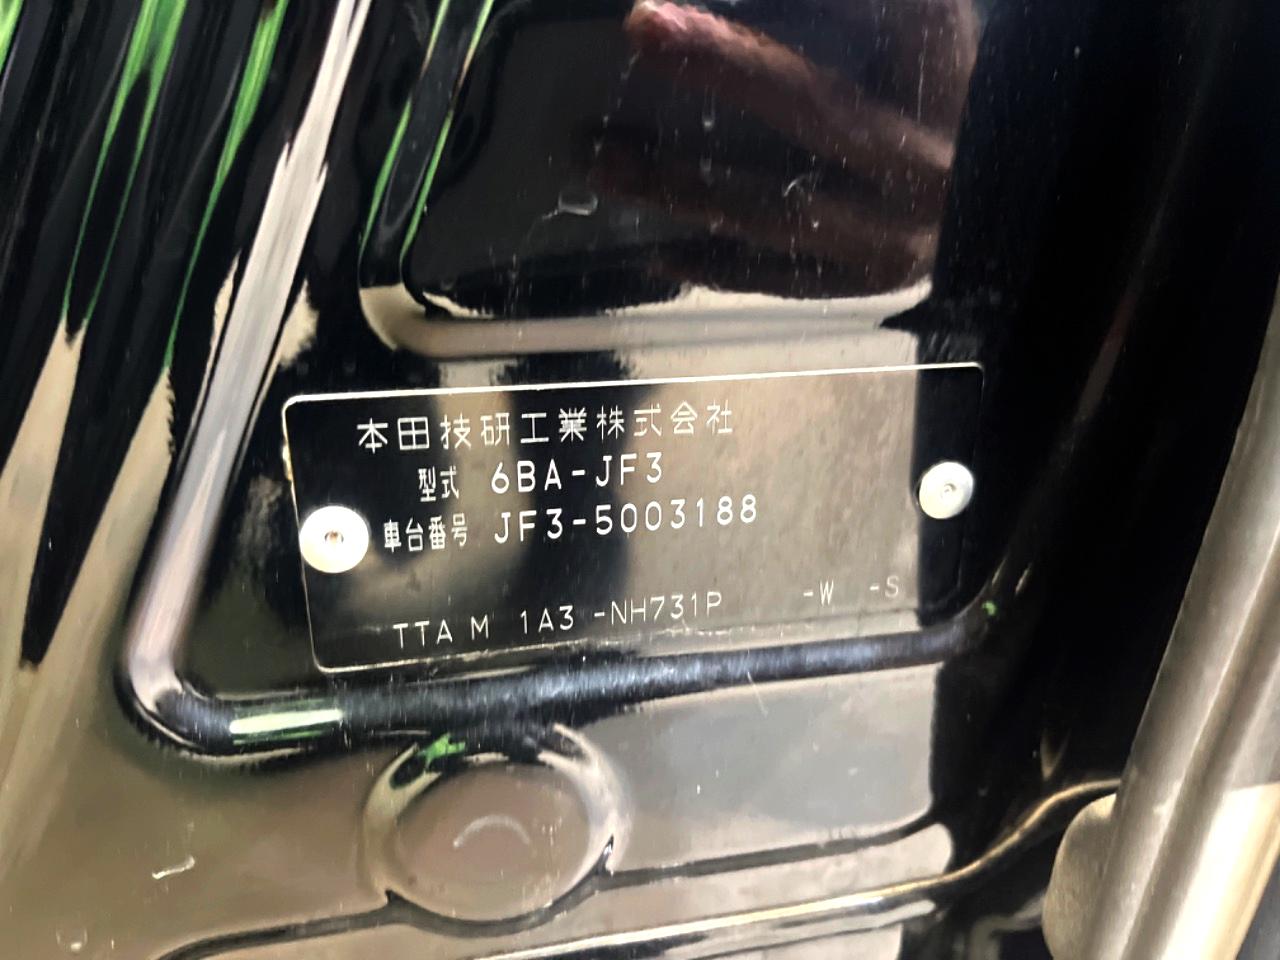 本田技研工業株式会社
型式 6BA-JF3
車台番号 JF3-5003188
TTA M 1A3 -NH731P -W -S